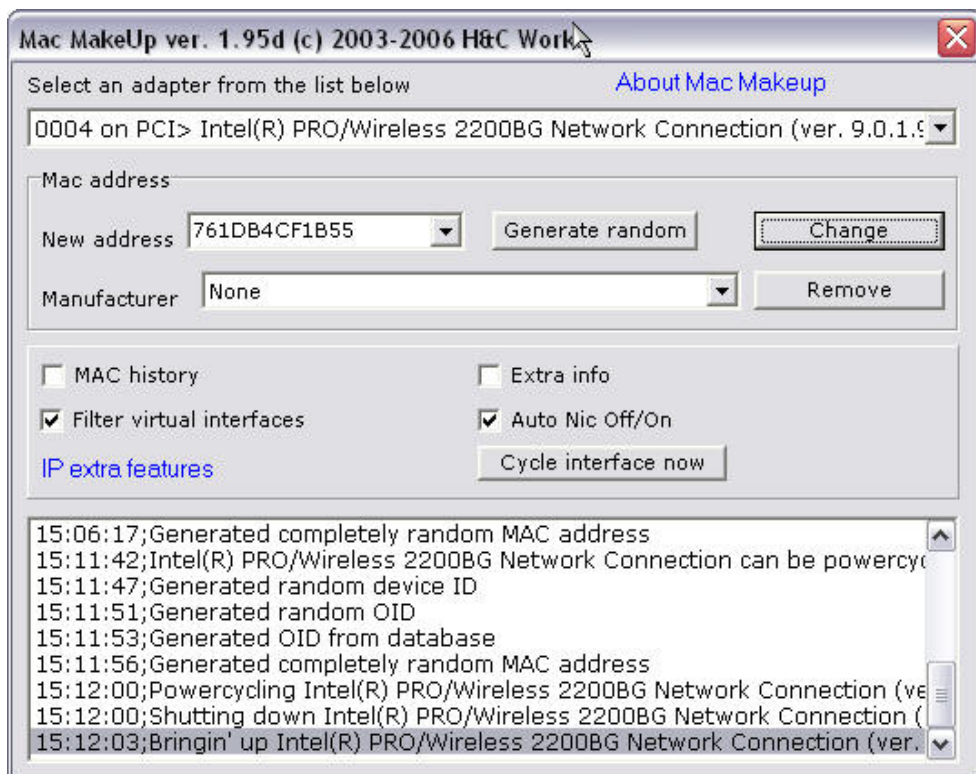 Mac MakeUp ver. 1.95d (c) 2003-2006 H&C Works
Select an adapter from the list below
About Mac Makeup
0004 on PCI> Intel(R) PRO/Wireless 2200BG Network Connection (ver. 9.0.1.9
Mac address
New address
761DB4CF1B55
Generate random
Change
Manufacturer
None
Remove
MAC history
Extra info
Filter virtual interfaces
Auto Nic Off/On
IP extra features
Cycle interface now
15:06:17;Generated completely random MAC address
15:11:42;Intel(R) PRO/Wireless 2200BG Network Connection can be powercyc
15:11:47;Generated random device ID
15:11:51;Generated random OID
15:11:53;Generated OID from database
15:11:56;Generated completely random MAC address
15:12:00;Powercycling Intel(R) PRO/Wireless 2200BG Network Connection (ve
15:12:00;Shutting down Intel(R) PRO/Wireless 2200BG Network Connection (
15:12:03;Bringin' up Intel(R) PRO/Wireless 2200BG Network Connection (ver.